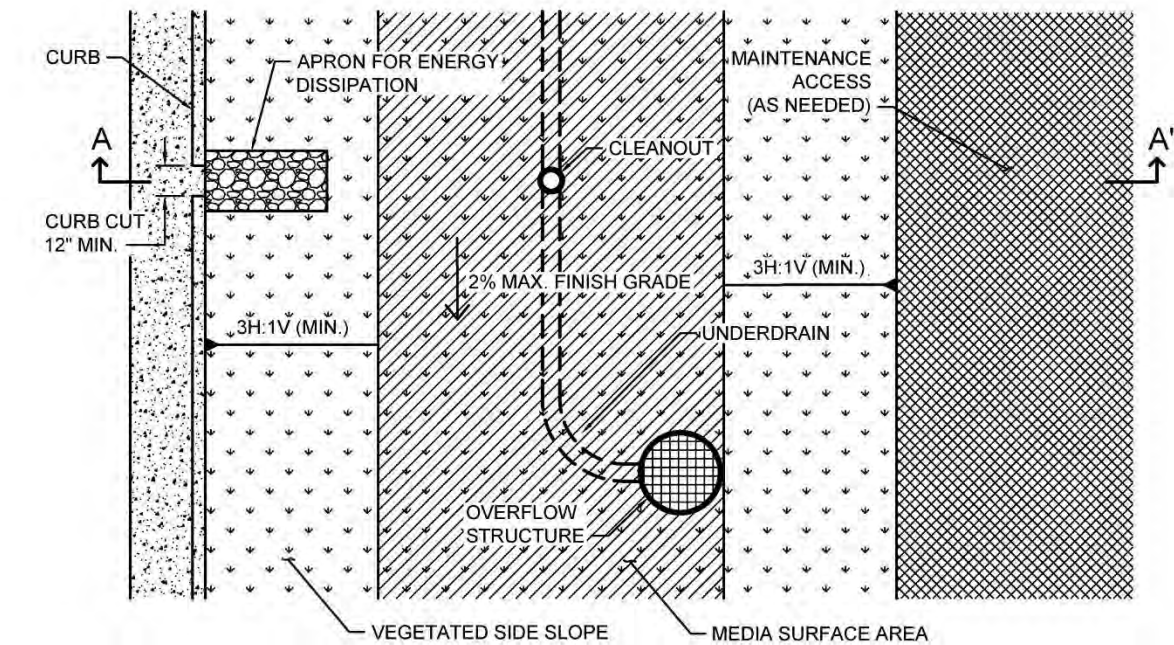 CURB
APRON FOR ENERGY
DISSIPATION
MAINTENANCE
ACCESS
(AS NEEDED)
A
A'
CLEANOUT
CURB CUT
12" MIN.
2% MAX. FINISH GRADE
3H:1V (MIN.)
3H:1V (MIN.)
UNDERDRAIN
OVERFLOW
STRUCTURE
VEGETATED SIDE SLOPE
MEDIA SURFACE AREA